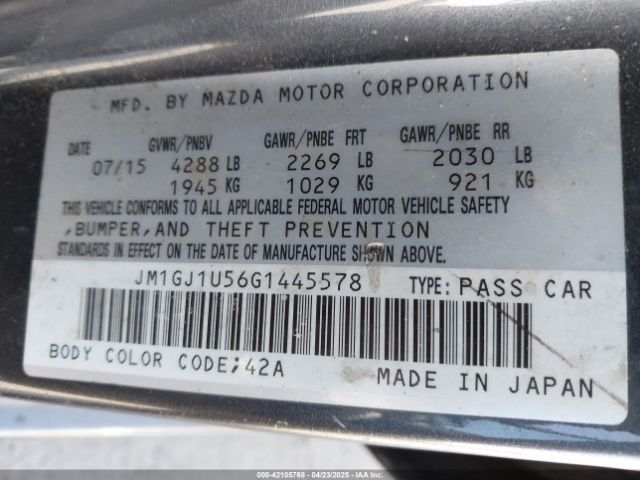 MFD. BY MAZDA MOTOR CORPORATION
DATE GVWR/PNBV GAWR/PNBE FRT GAWR/PNBE RR
07/15 4288 LB 2269 LB 2030 LB
1945 KG 1029 KG 921 KG
THIS VEHICLE CONFORMS TO ALL APPLICABLE FEDERAL MOTOR VEHICLE SAFETY
,BUMPER,AND THEFT PREVENTION
STANDARDS IN EFFECT ON THE DATE OF MANUFACTURE SHOWN ABOVE.
JM1GJ1U56G1445578 TYPE: PASS CAR
BODY COLOR CODE;42A MADE IN JAPAN
000-42105768 - 04/23/2025 - IAA Inc.